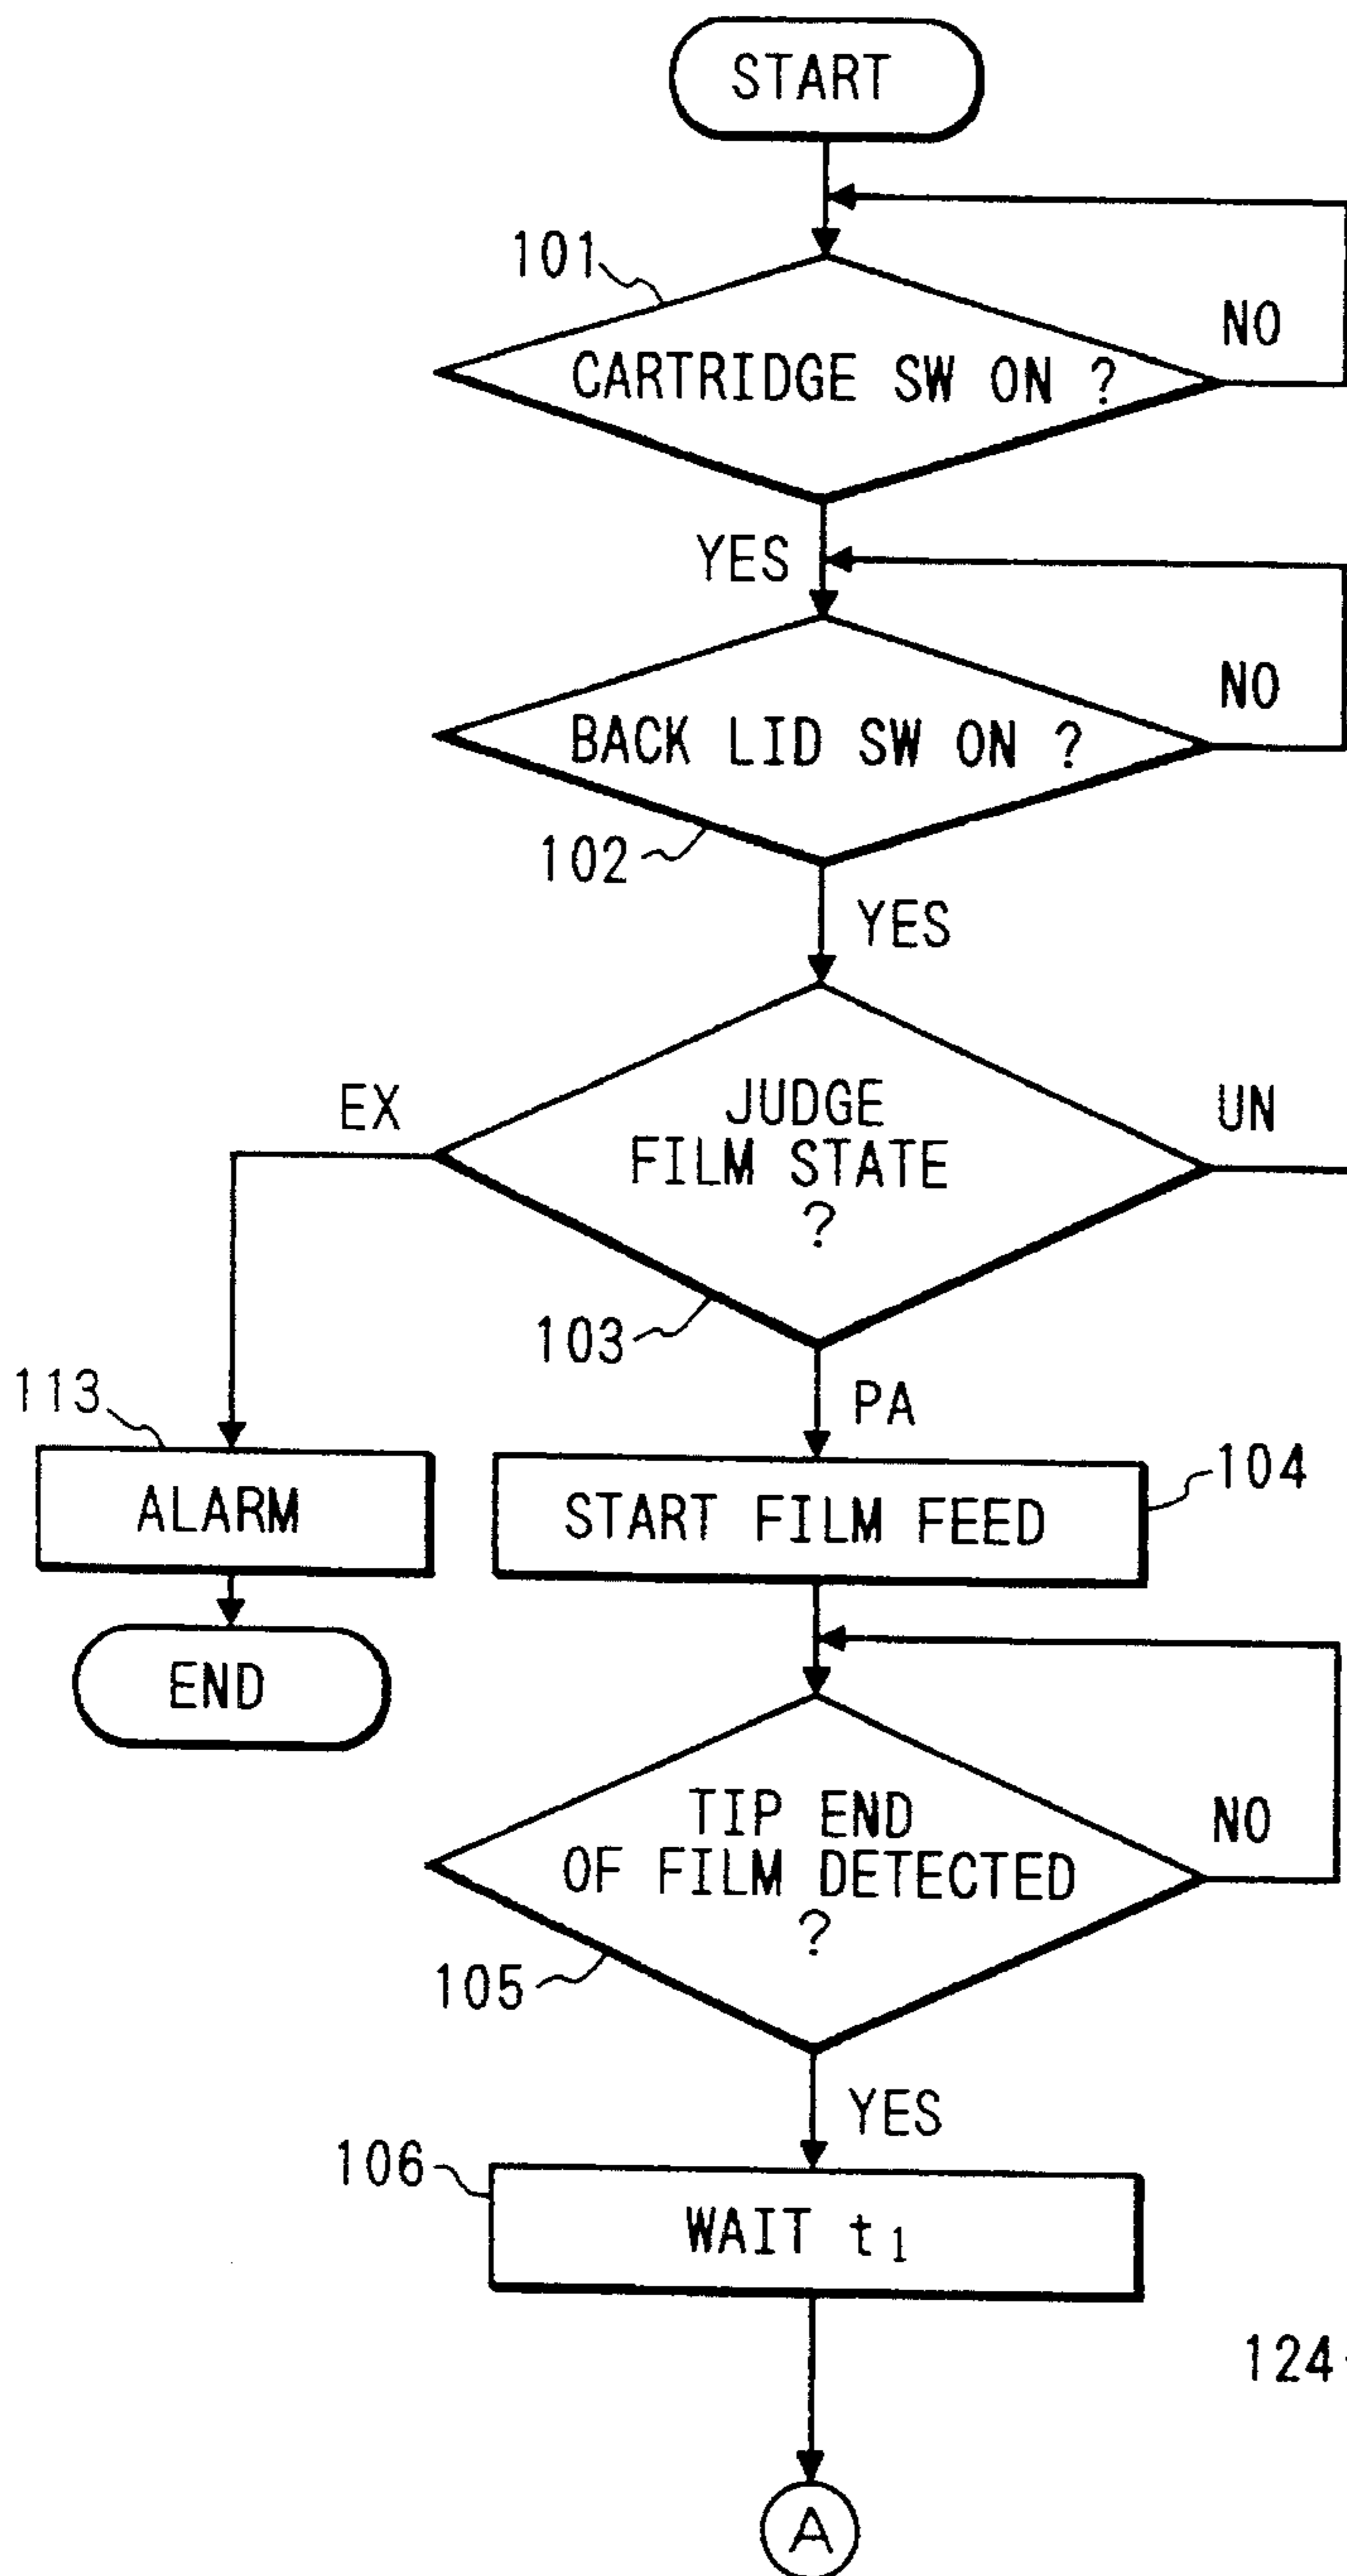 START
101
CARTRIDGE SW ON ?
NO
YES
BACK LID SW ON ?
NO
102
YES
EX
JUDGE
FILM STATE
?
UN
103
113
PA
ALARM
START FILM FEED
104
END
TIP END
OF FILM DETECTED
?
NO
105
YES
106
WAIT t₁
124
A